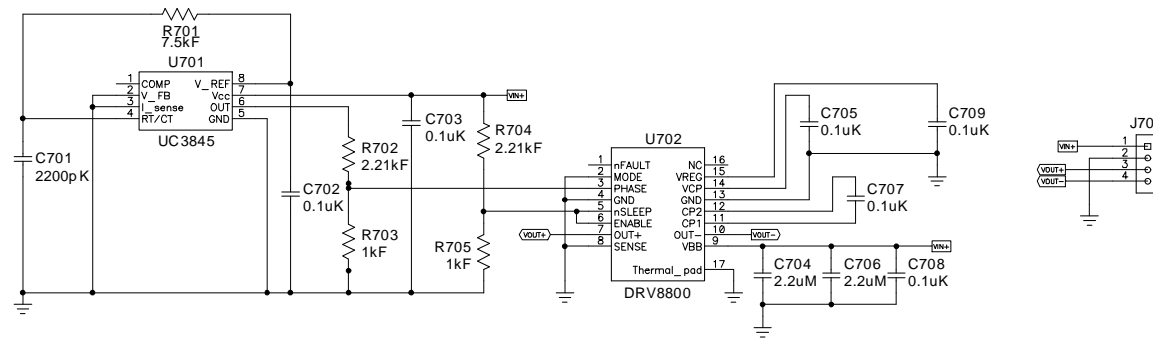 R701
7.5kF
U701
1 COMP V_REF 8
2 V_FB Vcc 7
3 I_sense OUT 6
4 RT/CT GND 5
UC3845
C701
2200pK
C702
0.1uK
R702
2.21kF
R703
1kF
C703
0.1uK
R704
2.21kF
R705
1kF
VIN+
U702
1 nFAULT NC 16
2 MODE VREG 15
3 PHASE VCP 14
4 GND GND 13
5 nSLEEP CP2 12
6 ENABLE CP1 11
7 OUT+ OUT- 10
8 SENSE VBB 9
Thermal_pad 17
DRV8800
VOUT+
VOUT-
C705
0.1uK
C709
0.1uK
C707
0.1uK
VIN+
C704
2.2uM
C706
2.2uM
C708
0.1uK
J70
VIN+ 1
2
VOUT+ 3
VOUT- 4